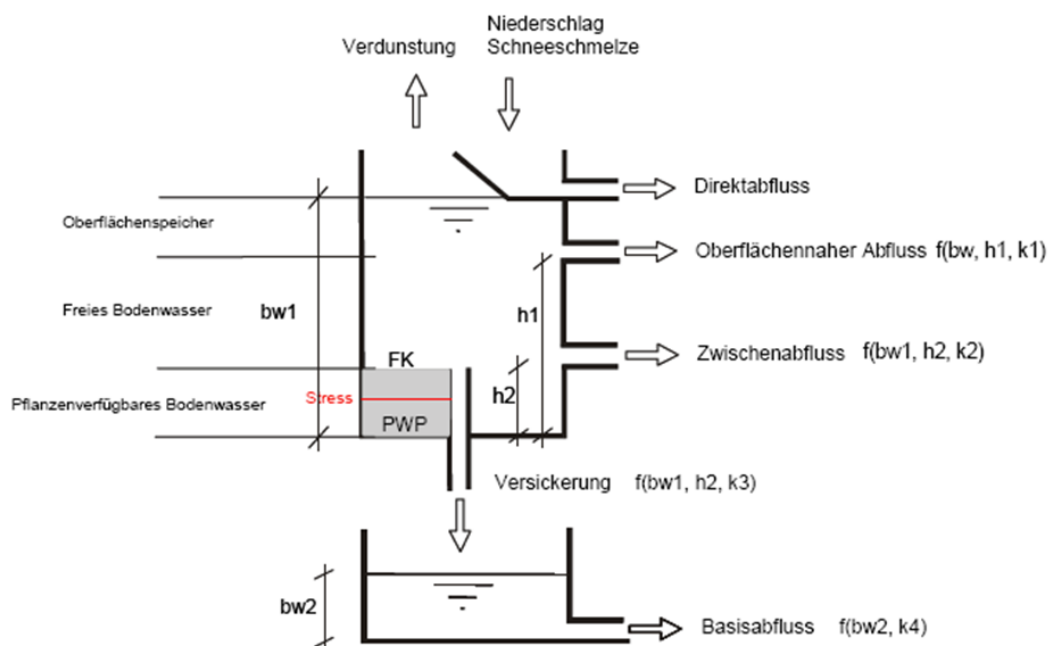 Niederschlag
Verdunstung Schneeschmelze
Direktabfluss
Oberflächenspeicher
Oberflächennaher Abfluss f(bw, h1, k1)
Freies Bodenwasser
bw1
h1
Zwischenabfluss f(bw1, h2, k2)
FK
h2
Stress
Pflanzenverfügbares Bodenwasser
PWP
Versickerung f(bw1, h2, k3)
bw2
Basisabfluss f(bw2, k4)